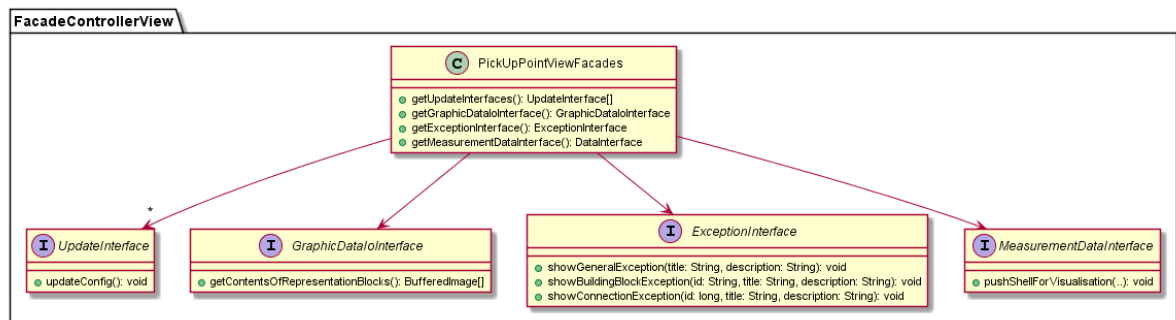 FacadeControllerView
C PickUpPointViewFacades
getUpdateInterfaces(): UpdateInterface[]
getGraphicDataIoInterface(): GraphicDataIoInterface
getExceptionInterface(): ExceptionInterface
getMeasurementDataInterface(): DataInterface
*
I UpdateInterface
updateConfig(): void
I GraphicDataIoInterface
getContentsOfRepresentationBlocks(): BufferedImage[]
I ExceptionInterface
showGeneralException(title: String, description: String): void
showBuildingBlockException(id: String, title: String, description: String): void
showConnectionException(id: long, title: String, description: String): void
I MeasurementDataInterface
pushShellForVisualisation(..): void